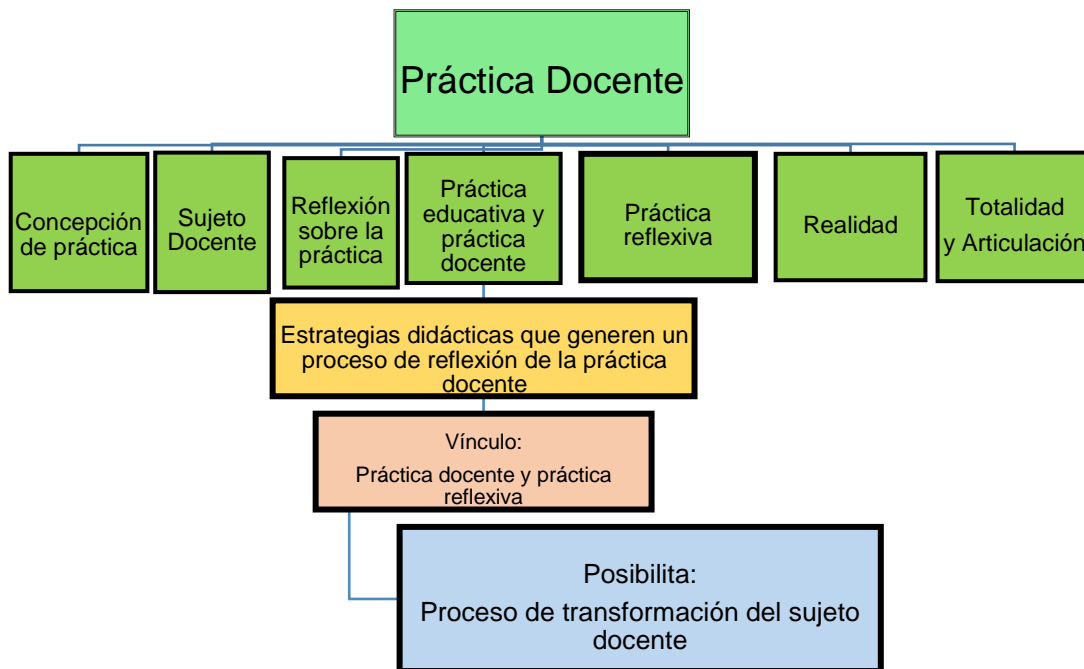 Práctica Docente
Concepción
de práctica
Sujeto
Docente
Reflexión
sobre la
práctica
Práctica
educativa y
práctica
docente
Práctica
reflexiva
Realidad
Totalidad
y Articulación
Estrategias didácticas que generen un
proceso de reflexión de la práctica
docente
Vínculo:
Práctica docente y práctica
reflexiva
Posibilita:
Proceso de transformación del sujeto
docente